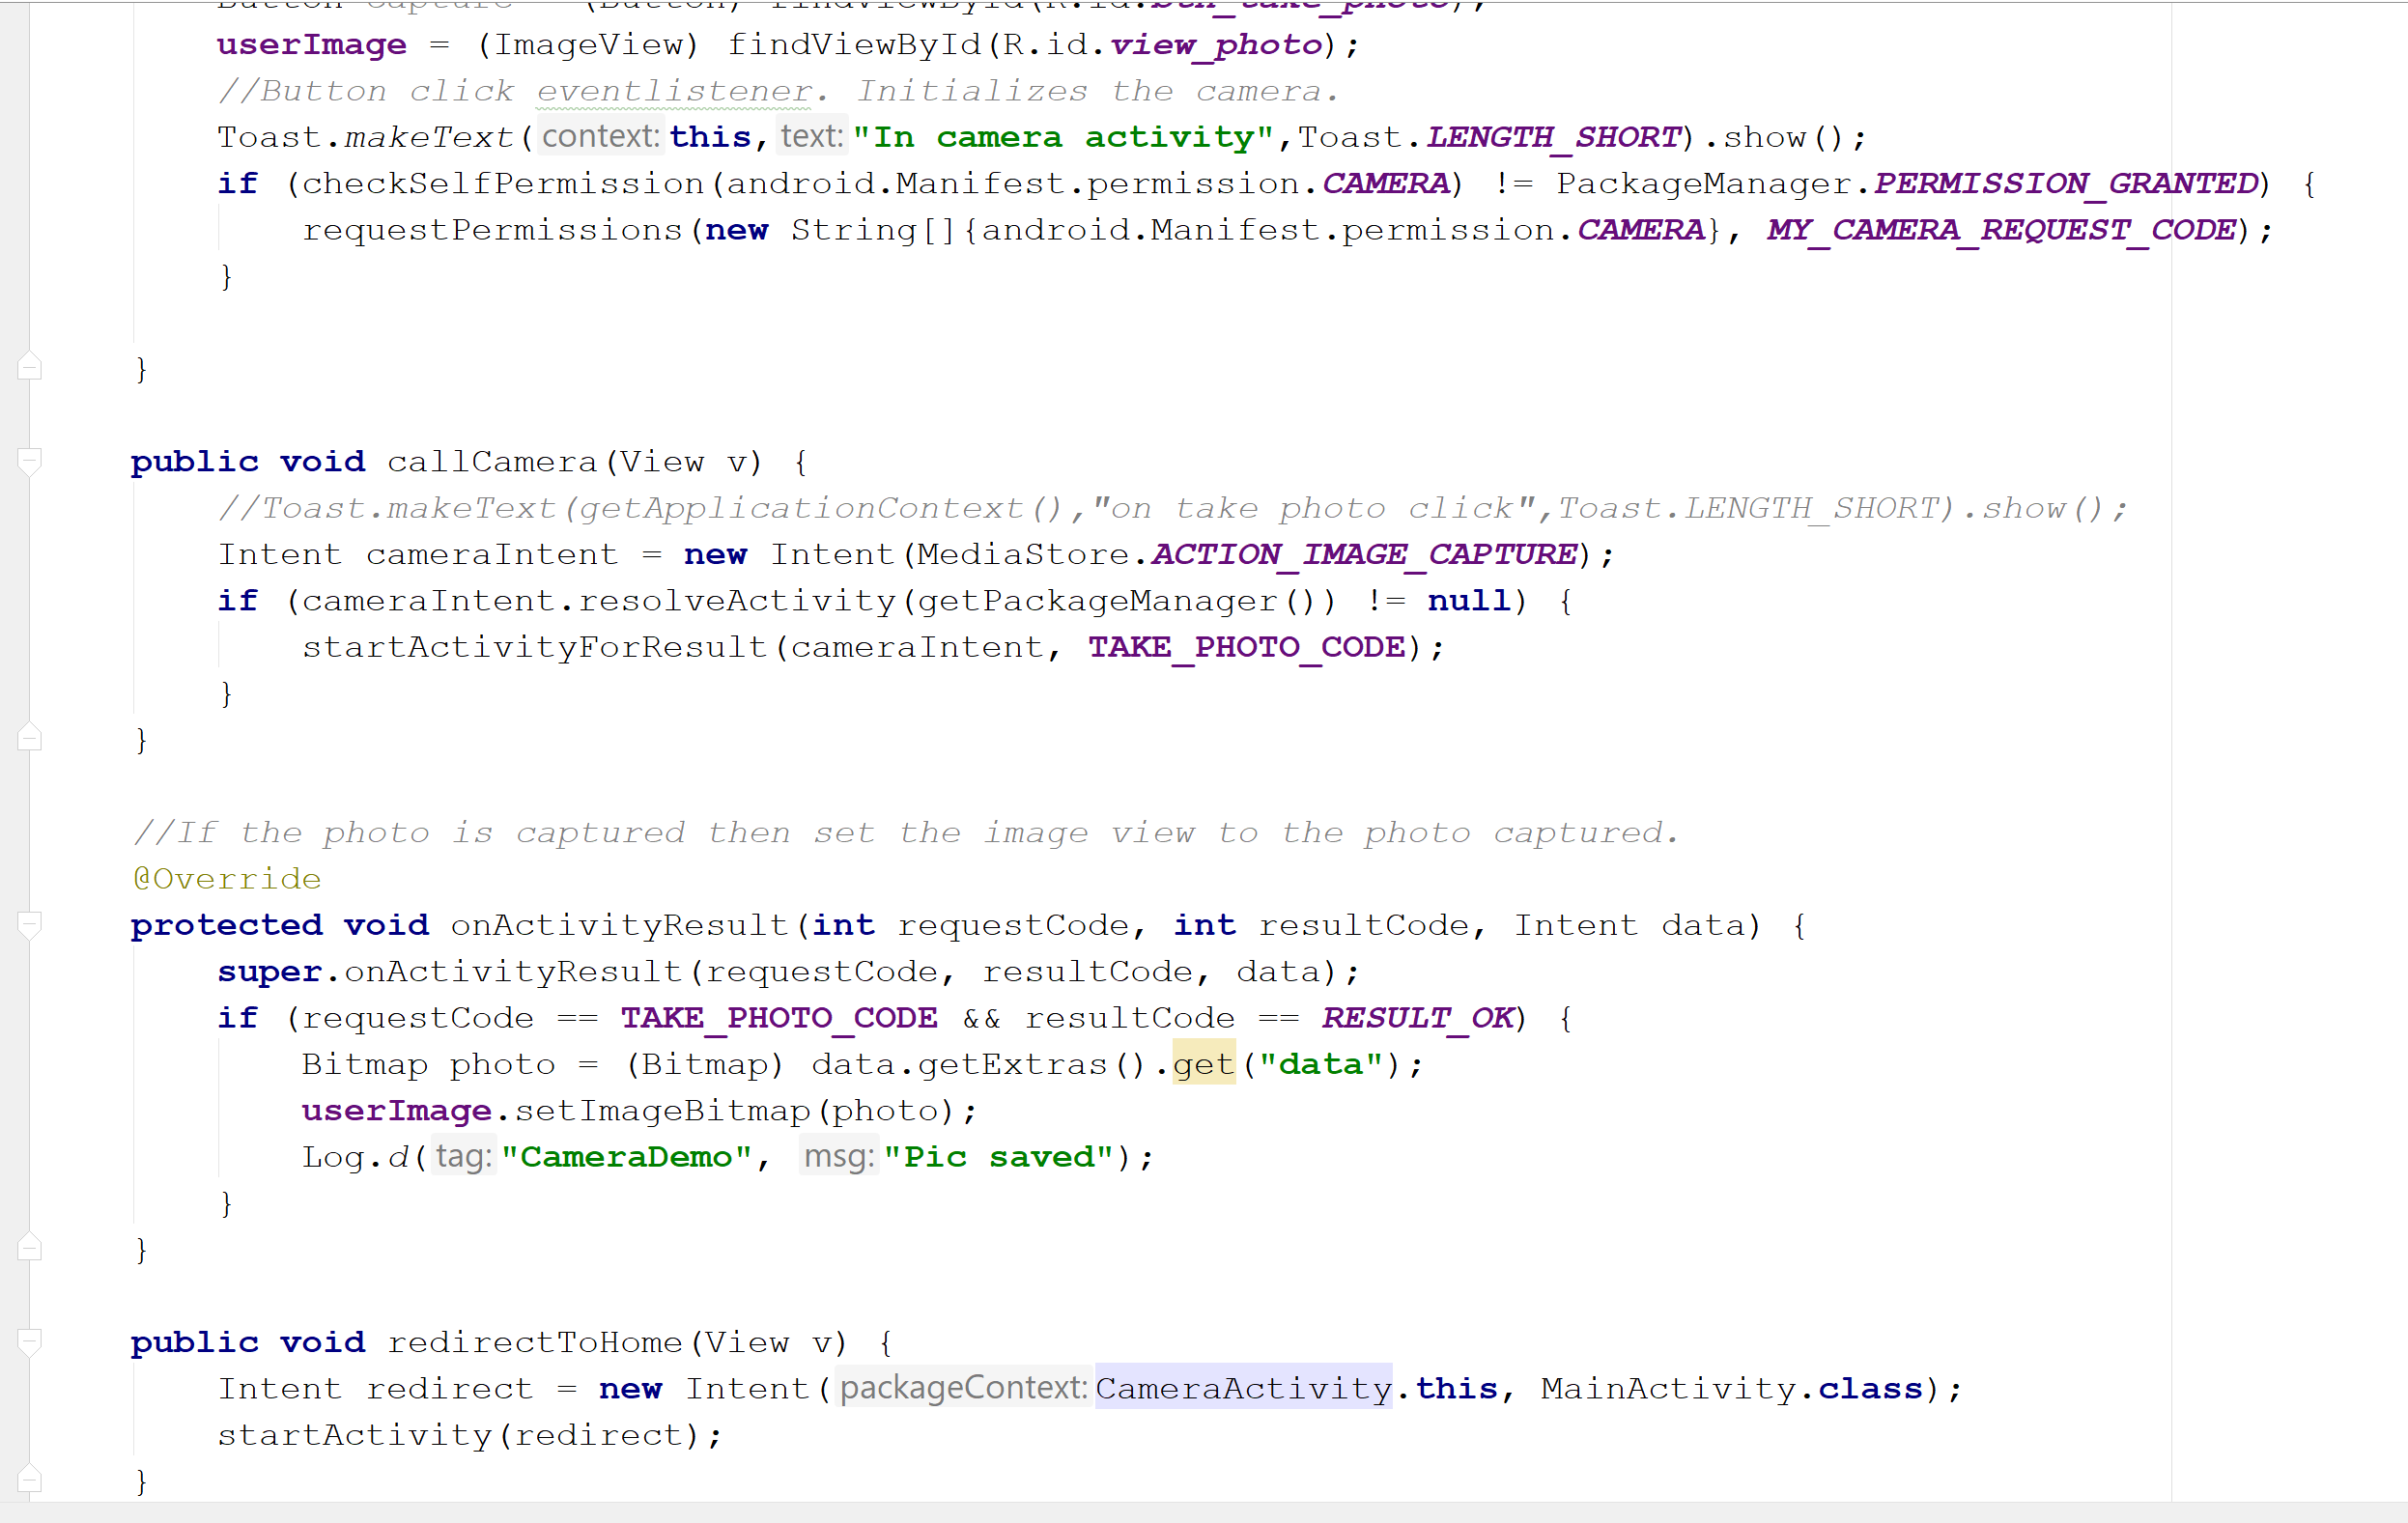 Button capture = (Button) findViewById(R.id.btn_take_photo);
userImage = (ImageView) findViewById(R.id.view_photo);
//Button click eventlistener. Initializes the camera.
Toast.makeText( context: this, text: "In camera activity",Toast.LENGTH_SHORT).show();
if (checkSelfPermission(android.Manifest.permission.CAMERA) != PackageManager.PERMISSION_GRANTED) {
requestPermissions(new String[]{android.Manifest.permission.CAMERA}, MY_CAMERA_REQUEST_CODE);
}
}
public void callCamera(View v) {
//Toast.makeText(getApplicationContext(),"on take photo click",Toast.LENGTH_SHORT).show();
Intent cameraIntent = new Intent(MediaStore.ACTION_IMAGE_CAPTURE);
if (cameraIntent.resolveActivity(getPackageManager()) != null) {
startActivityForResult(cameraIntent, TAKE_PHOTO_CODE);
}
}
//If the photo is captured then set the image view to the photo captured.
@Override
protected void onActivityResult(int requestCode, int resultCode, Intent data) {
super.onActivityResult(requestCode, resultCode, data);
if (requestCode == TAKE_PHOTO_CODE && resultCode == RESULT_OK) {
Bitmap photo = (Bitmap) data.getExtras().get("data");
userImage.setImageBitmap(photo);
Log.d( tag: "CameraDemo", msg: "Pic saved");
}
}
public void redirectToHome(View v) {
Intent redirect = new Intent( packageContext: CameraActivity.this, MainActivity.class);
startActivity(redirect);
}